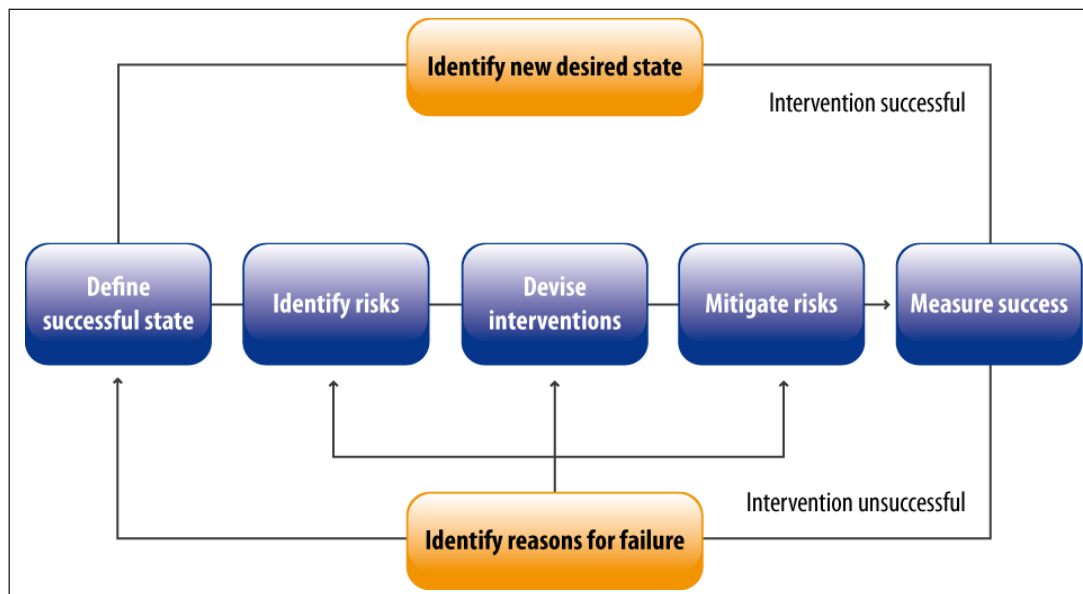 Identify new desired state
Intervention successful
Define
successful state
Identify risks
Devise
interventions
Mitigate risks
Measure success
Intervention unsuccessful
Identify reasons for failure